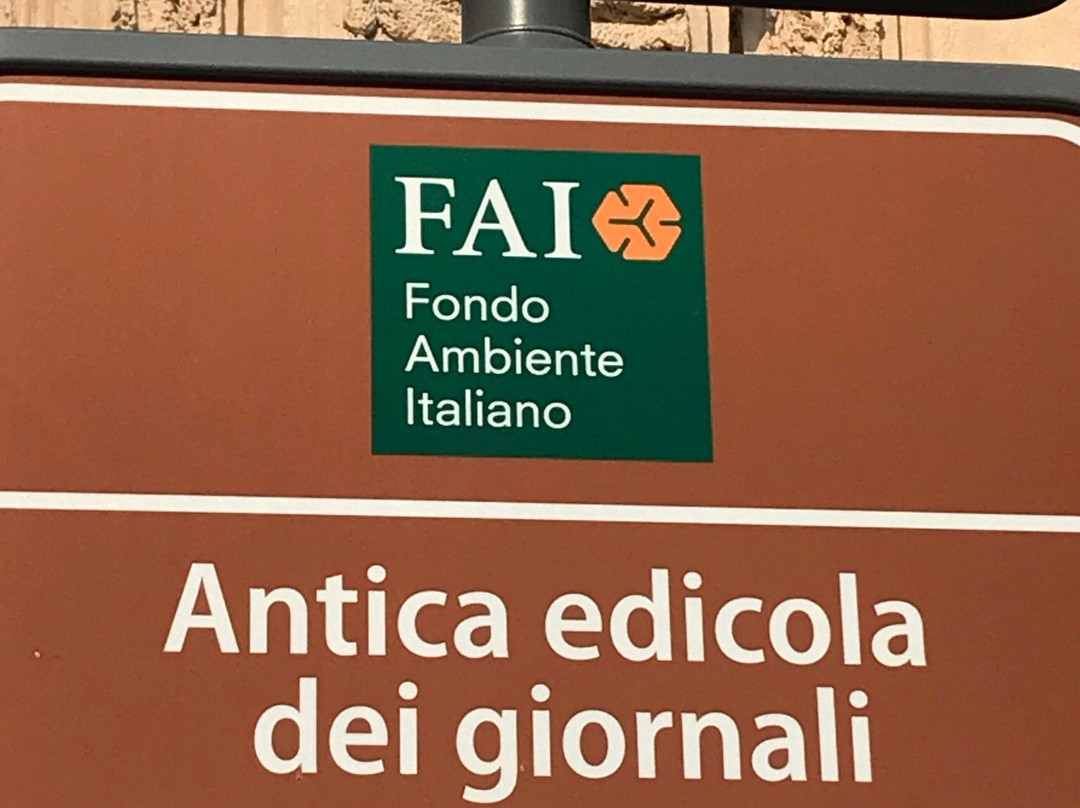 FAI
Fondo
Ambiente
Italiano
Antica edicola
dei giornali